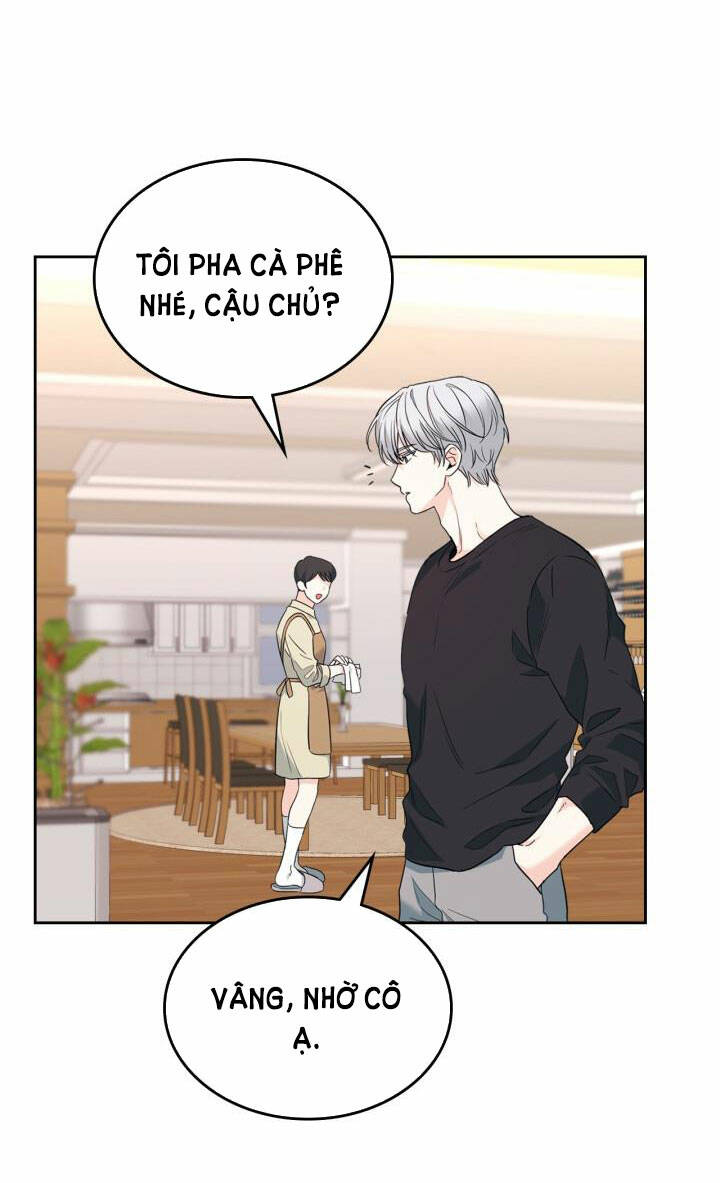 TÔI PHA CÀ PHÊ
NHÉ, CẬU CHỦ?
VÂNG, NHỜ CÔ
Ạ.